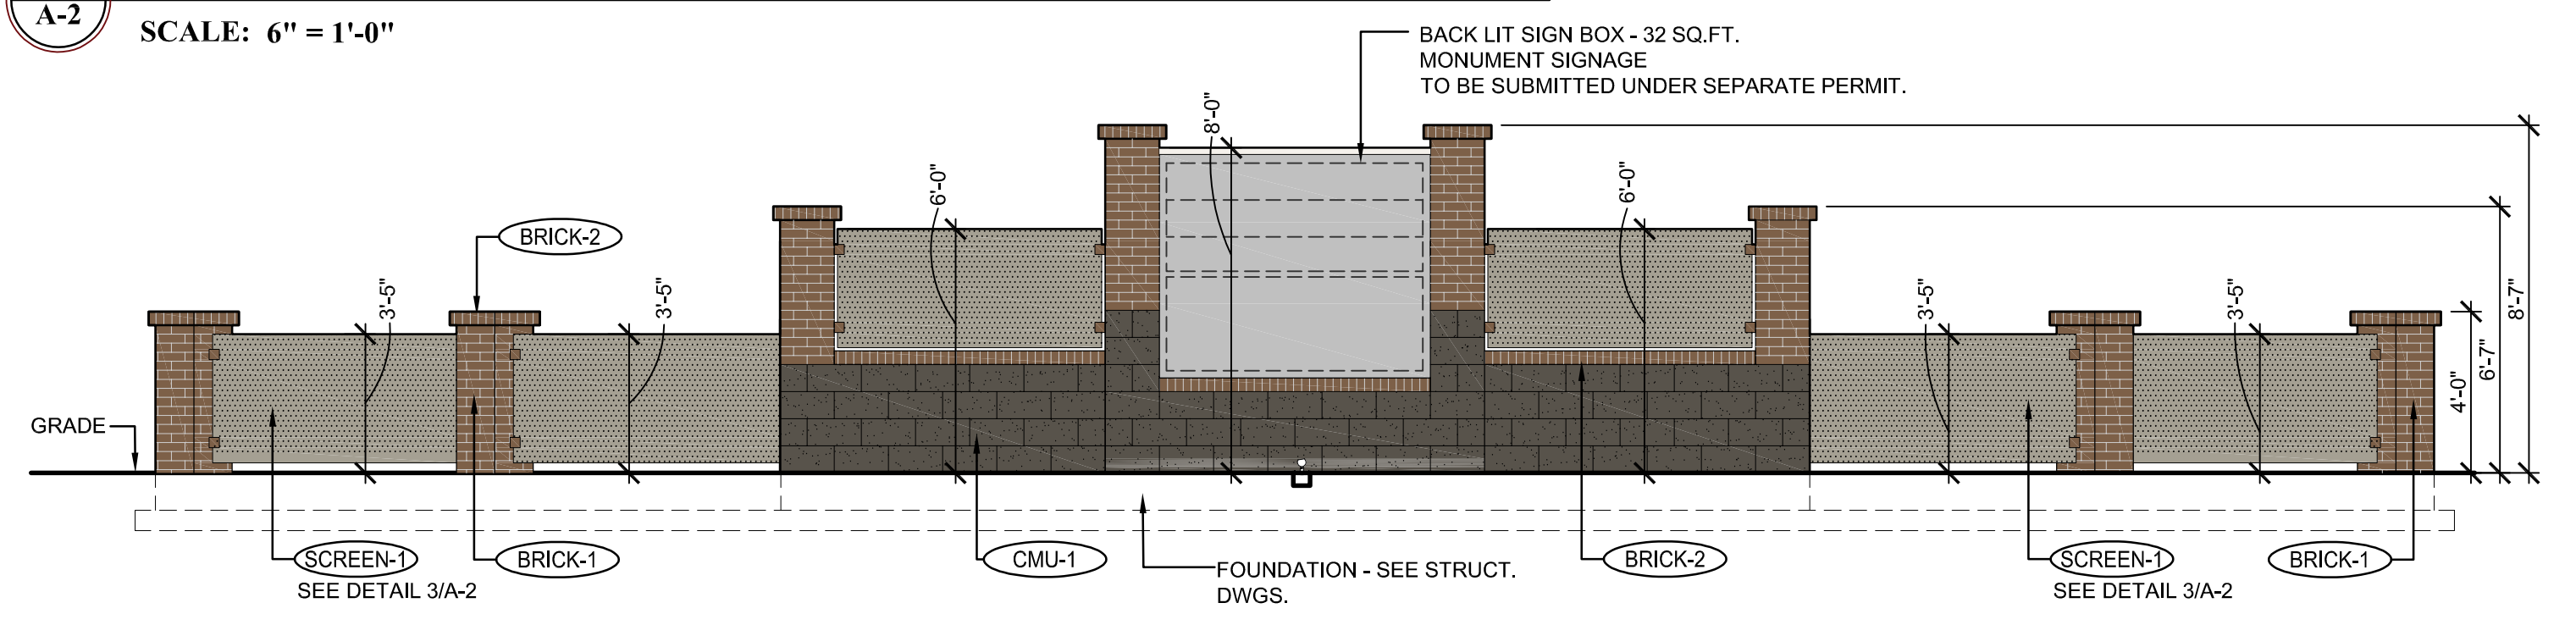 A-2
SCALE: 6" = 1'-0"
BACK LIT SIGN BOX - 32 SQ.FT.
MONUMENT SIGNAGE
TO BE SUBMITTED UNDER SEPARATE PERMIT.
8'-0"
6'-0"
6'-0"
BRICK-2
3'-5"
3'-5"
3'-5"
3'-5"
8'-7"
6'-7"
4'-0"
GRADE
SCREEN-1
SEE DETAIL 3/A-2
BRICK-1
CMU-1
FOUNDATION - SEE STRUCT.
DWGS.
BRICK-2
SCREEN-1
SEE DETAIL 3/A-2
BRICK-1